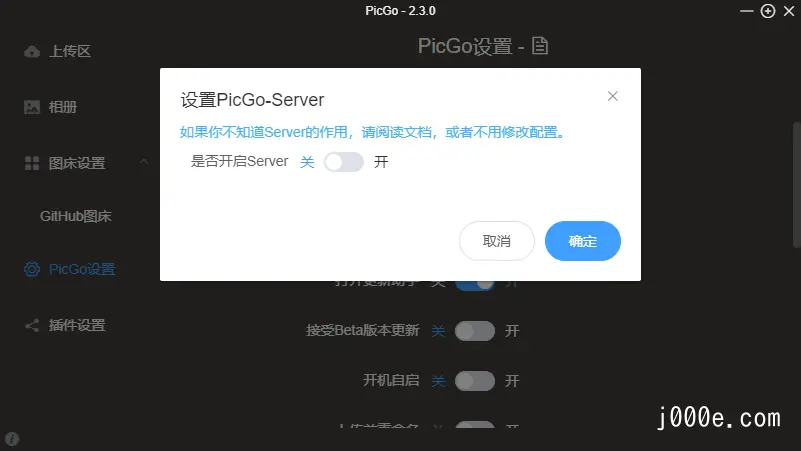 PicGo - 2.3.0
上传区
相册
图床设置
GitHub图床
PicGo设置
插件设置
PicGo设置 -
设置PicGo-Server
如果你不知道Server的作用，请阅读文档，或者不用修改配置。
是否开启Server 关 开
取消 确定
打开更新助手 关 开
接受Beta版本更新 关 开
开机自启 关 开
j000e.com